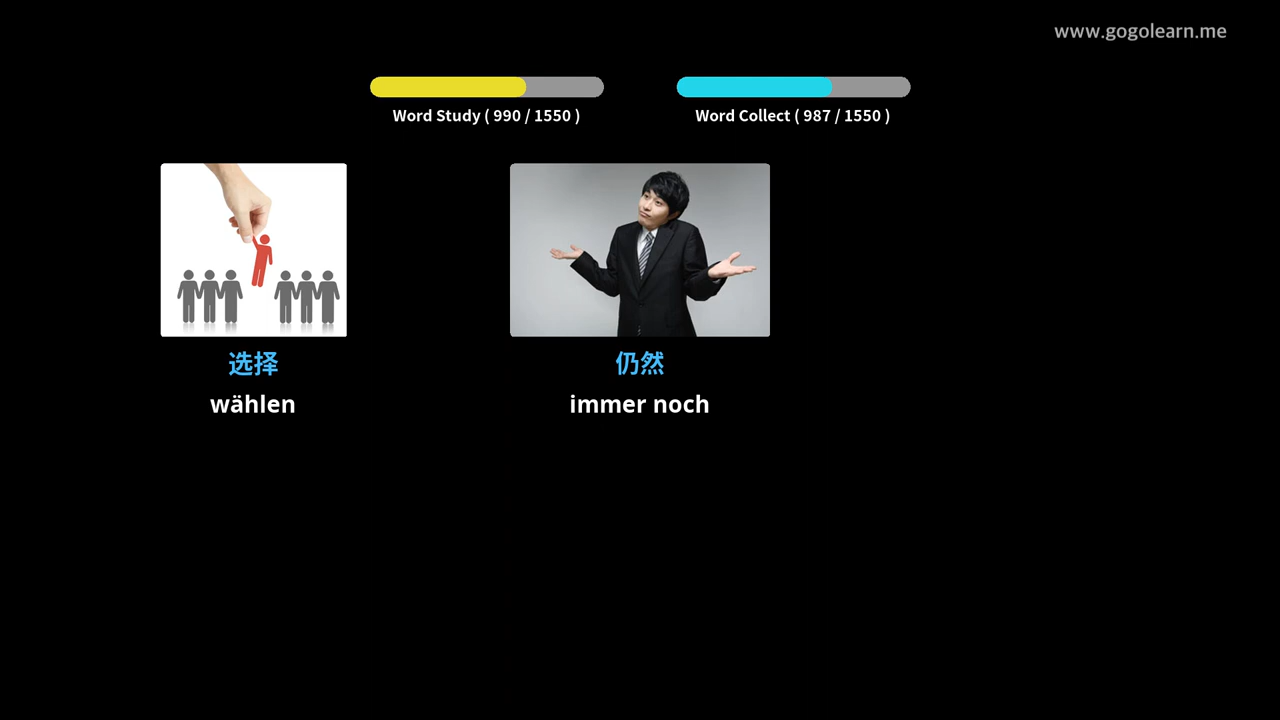 www.gogolearn.me
Word Study ( 990 / 1550 )
Word Collect ( 987 / 1550 )
选择
wählen
仍然
immer noch